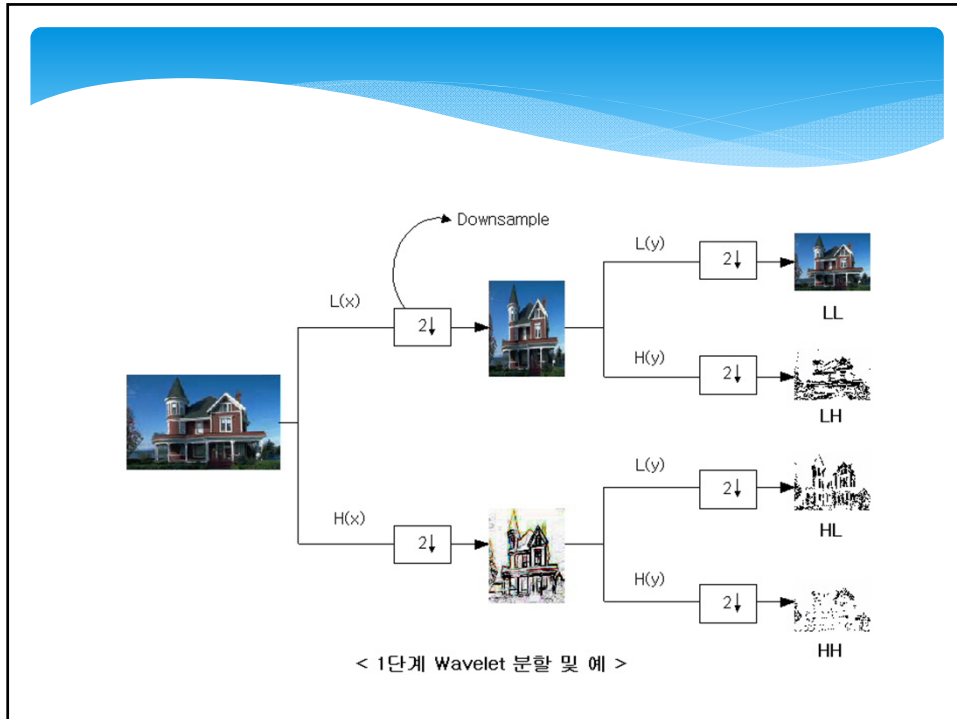 Downsample
L(x)
2↓
L(y)
2↓
LL
H(y)
2↓
LH
H(x)
2↓
L(y)
2↓
HL
H(y)
2↓
HH
< 1단계 Wavelet 분할 및 예 >